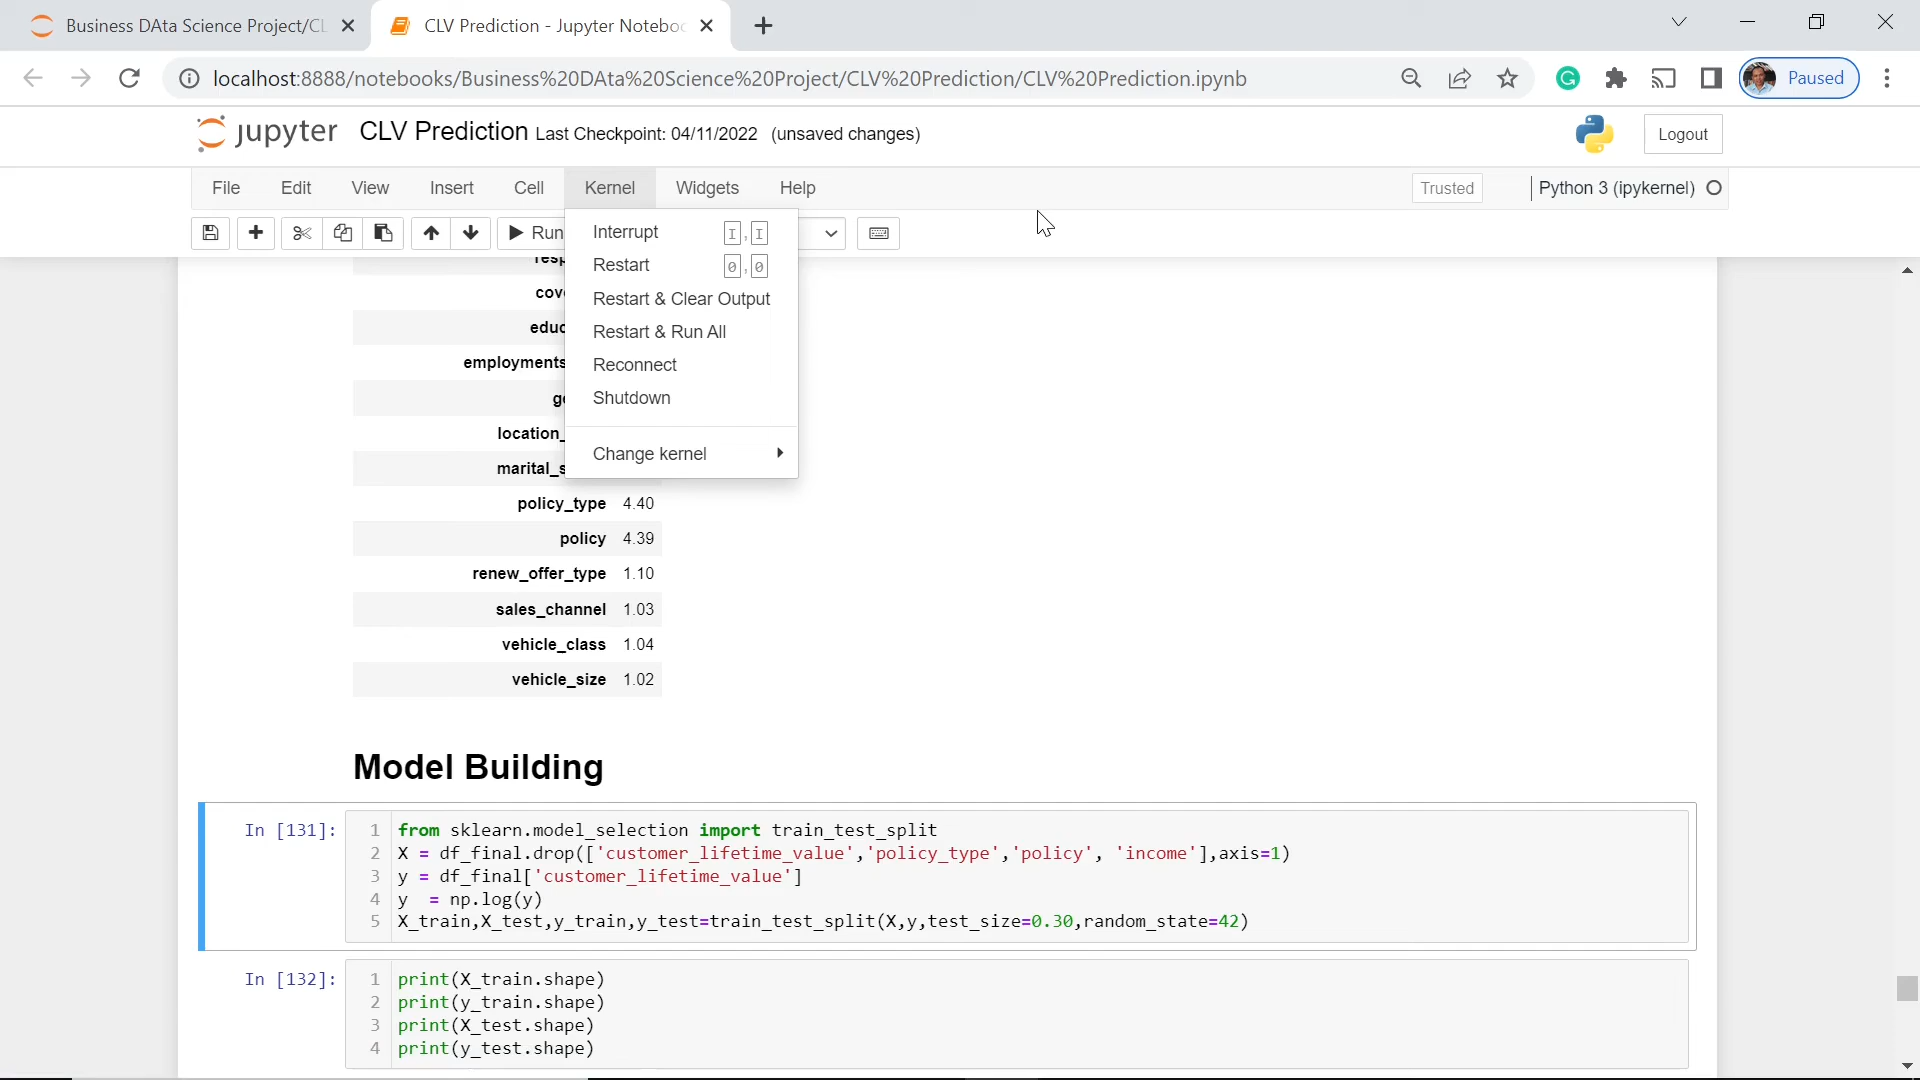 Business DAta Science Project/CL
CLV Prediction - Jupyter Noteboo
localhost:8888/notebooks/Business%20DAta%20Science%20Project/CLV%20Prediction/CLV%20Prediction.ipynb
G
Paused
jupyter CLV Prediction Last Checkpoint: 04/11/2022 (unsaved changes)
Logout
File Edit View Insert Cell Kernel Widgets Help
Trusted
Python 3 (ipykernel)
Run
Interrupt I,I
Restart 0,0
Restart & Clear Output
Restart & Run All
Reconnect
Shutdown
Change kernel
resp
cov
educ
employments
ge
location_
marital_s
policy_type 4.40
policy 4.39
renew_offer_type 1.10
sales_channel 1.03
vehicle_class 1.04
vehicle_size 1.02
Model Building
In [131]:
1 from sklearn.model_selection import train_test_split
2 X = df_final.drop(['customer_lifetime_value','policy_type','policy', 'income'],axis=1)
3 y = df_final['customer_lifetime_value']
4 y  = np.log(y)
5 X_train,X_test,y_train,y_test=train_test_split(X,y,test_size=0.30,random_state=42)
In [132]:
1 print(X_train.shape)
2 print(y_train.shape)
3 print(X_test.shape)
4 print(y_test.shape)